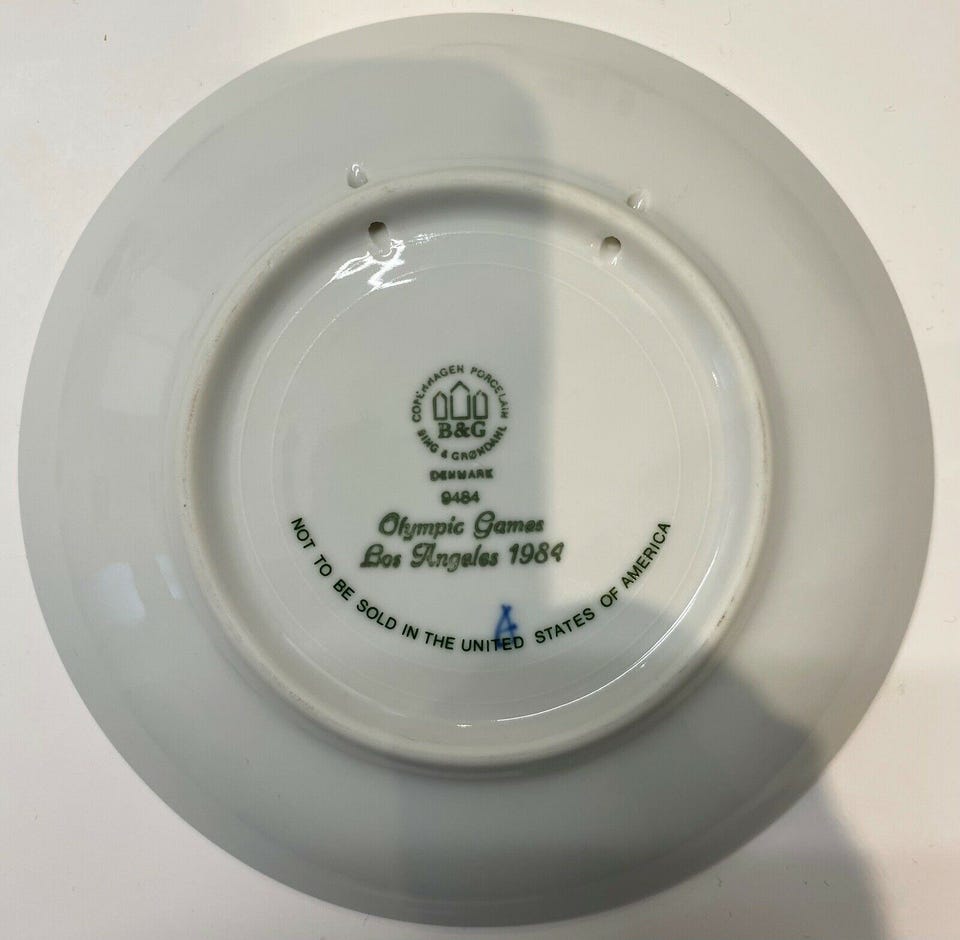 COPENHAGEN PORCELAIN
B&G
BING & GRØNDAHL
DENMARK
9484
Olympic Games
Los Angeles 1984
NOT TO BE SOLD IN THE UNITED STATES OF AMERICA